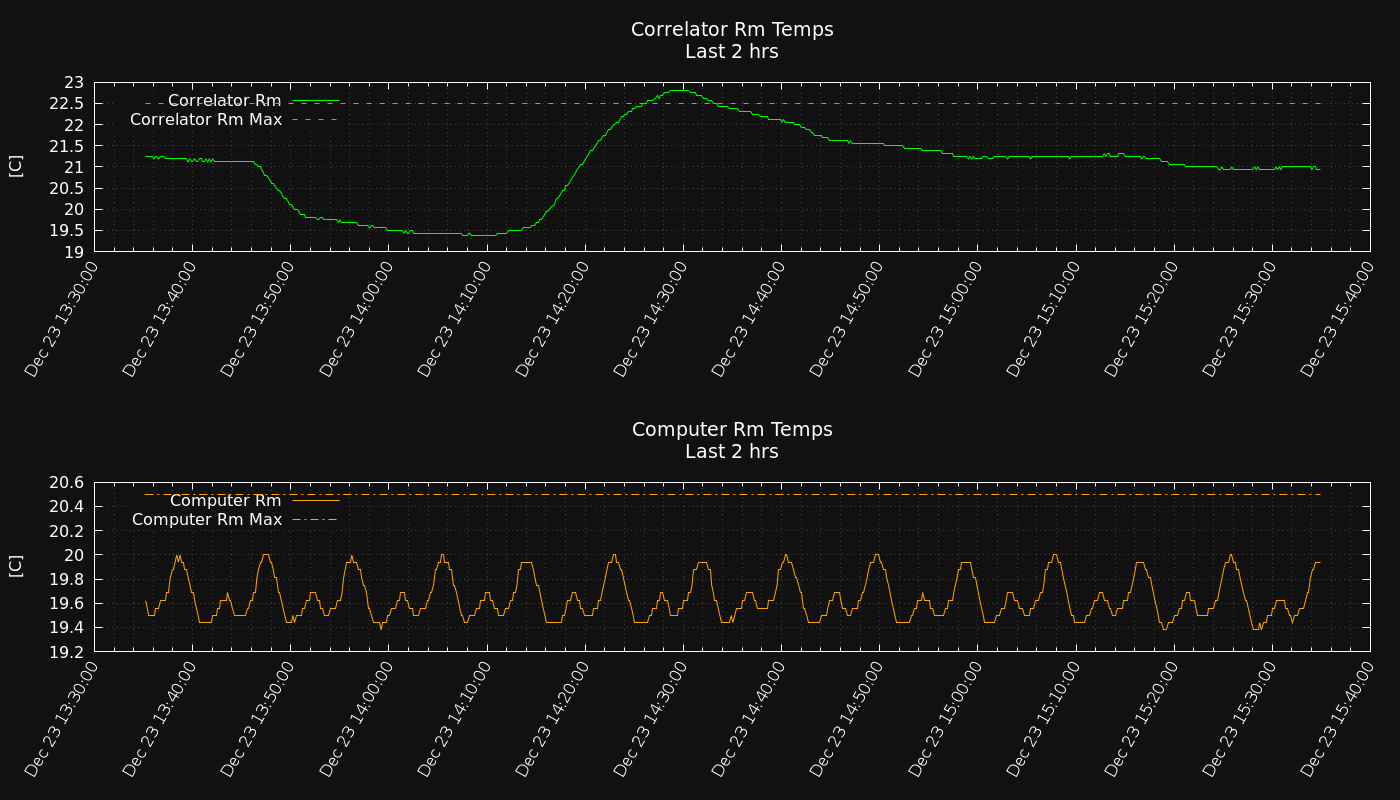 Correlator Rm Temps
Last 2 hrs
23
22.5
22
21.5
21
20.5
20
19.5
19
[C]
Correlator Rm
Correlator Rm Max
Dec 23 13:30:00
Dec 23 13:40:00
Dec 23 13:50:00
Dec 23 14:00:00
Dec 23 14:10:00
Dec 23 14:20:00
Dec 23 14:30:00
Dec 23 14:40:00
Dec 23 14:50:00
Dec 23 15:00:00
Dec 23 15:10:00
Dec 23 15:20:00
Dec 23 15:30:00
Dec 23 15:40:00
Computer Rm Temps
Last 2 hrs
20.6
20.4
20.2
20
19.8
19.6
19.4
19.2
[C]
Computer Rm
Computer Rm Max
Dec 23 13:30:00
Dec 23 13:40:00
Dec 23 13:50:00
Dec 23 14:00:00
Dec 23 14:10:00
Dec 23 14:20:00
Dec 23 14:30:00
Dec 23 14:40:00
Dec 23 14:50:00
Dec 23 15:00:00
Dec 23 15:10:00
Dec 23 15:20:00
Dec 23 15:30:00
Dec 23 15:40:00